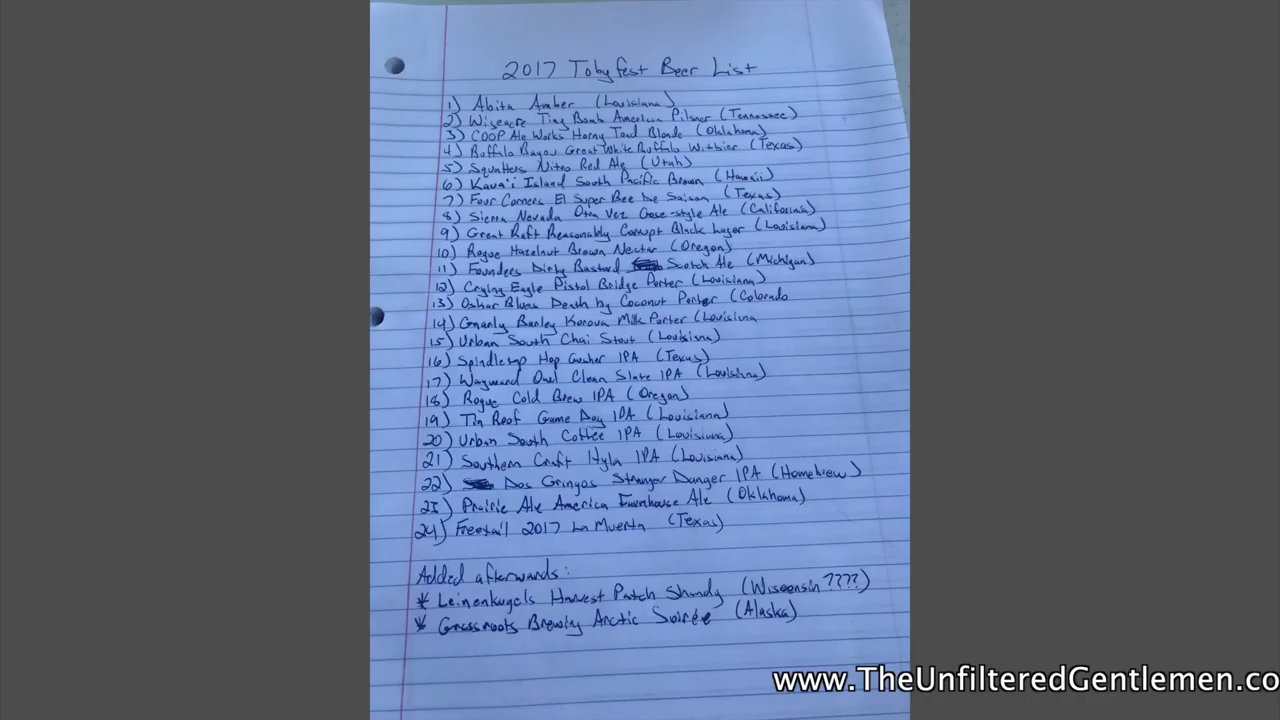 2017 Tobyfest Beer List
1) Abita Amber (Louisiana)
2) Wiseacre Tiny Bomb American Pilsner (Tennessee)
3) COOP Ale Works Horny Toad Blonde (Oklahoma)
4) Buffalo Bayou Great White Buffalo Witbier (Texas)
5) Squatters Nitro Red Ale (Utah)
6) Kaua'i Island South Pacific Brown (Hawaii)
7) Four Corners El Super Bee De Saison (Texas)
8) Sierra Nevada Otra Vez Gose-style Ale (California)
9) Great Raft Reasonably Corrupt Black Lager (Louisiana)
10) Rogue Hazelnut Brown Nectar (Oregon)
11) Founders Dirty Bastard Scotch Ale (Michigan)
12) Crying Eagle Pistol Bridge Porter (Louisiana)
13) Oskar Blues Death by Coconut Porter (Colorado
14) Gnarly Barley Korova Milk Porter (Louisiana
15) Urban South Chai Stout (Louisiana)
16) Spindletap Hop Gusher IPA (Texas)
17) Wayward Owl Clean Slate IPA (Louisiana)
18) Rogue Cold Brew IPA (Oregon)
19) Tin Roof Game Day IPA (Louisiana)
20) Urban South Coffee IPA (Louisiana)
21) Southern Craft Hyla IPA (Louisiana)
22) Dos Gringos Stranger Danger IPA (Homebrew)
23) Prairie Ale America Farmhouse Ale (Oklahoma)
24) Freetail 2017 La Muerta (Texas)
Added afterwards:
* Leinenkugels Harvest Patch Shandy (Wisconsin ????)
* Grassroots Brewing Arctic Soirée (Alaska)
www.TheUnfilteredGentlemen.co